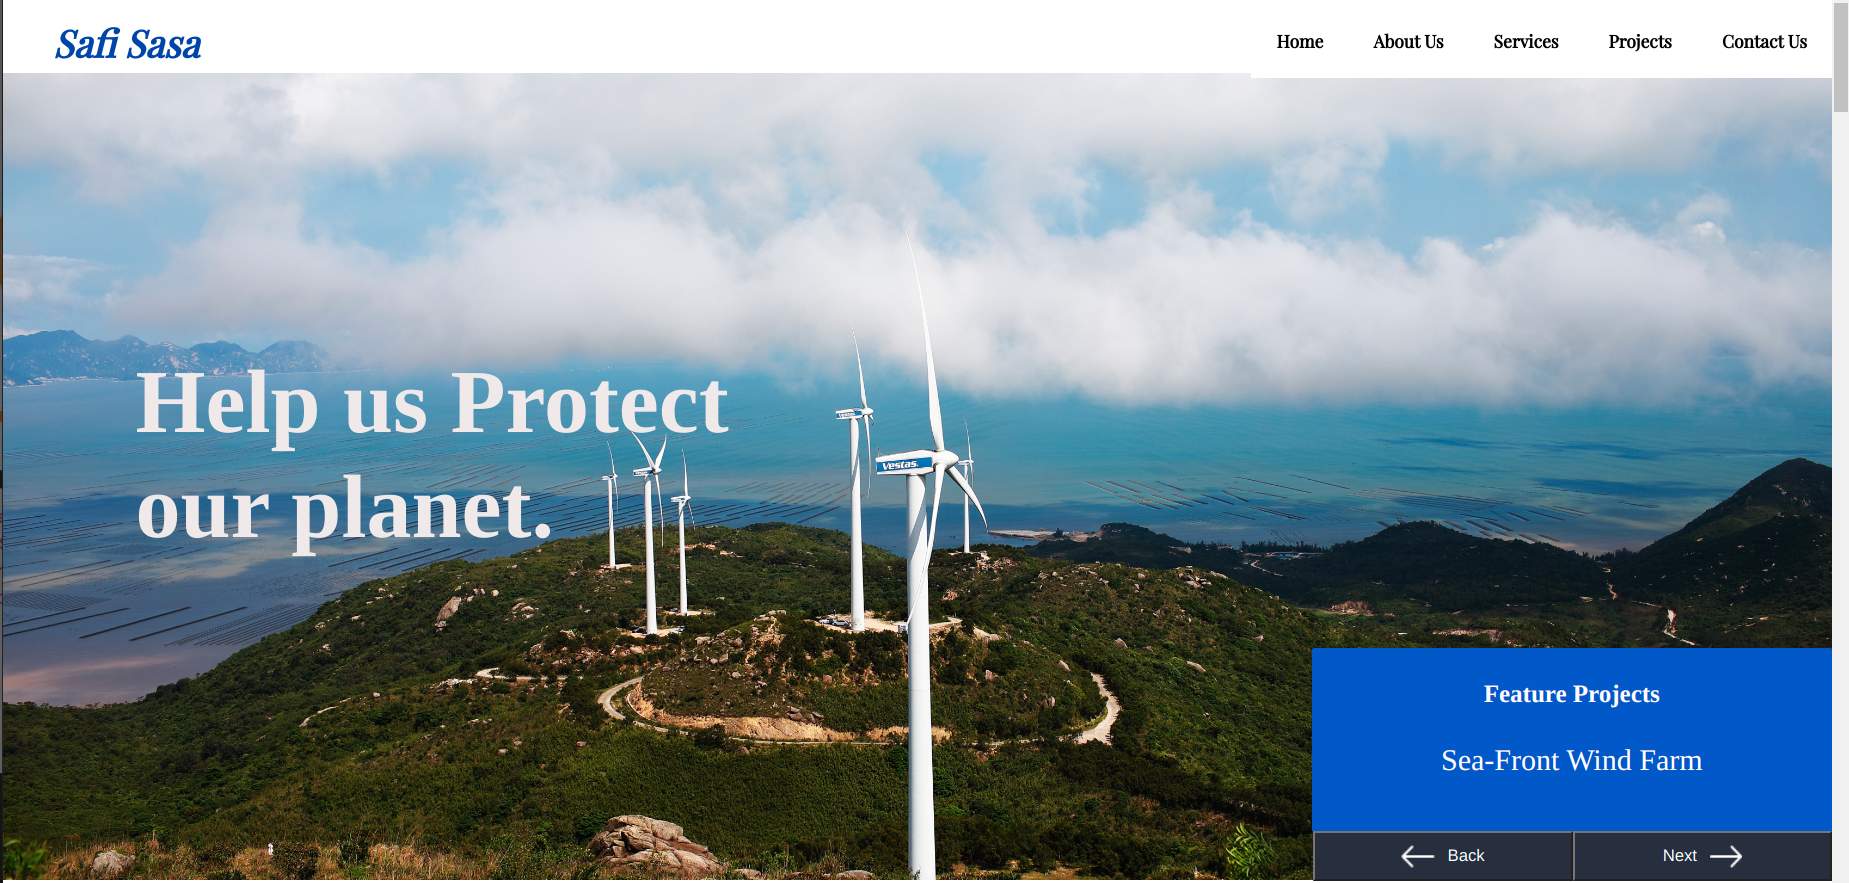 Safi Sasa
Home About Us Services Projects Contact Us
Help us Protect
our planet.
Vestas.
Vestas.
Feature Projects
Sea-Front Wind Farm
Back Next